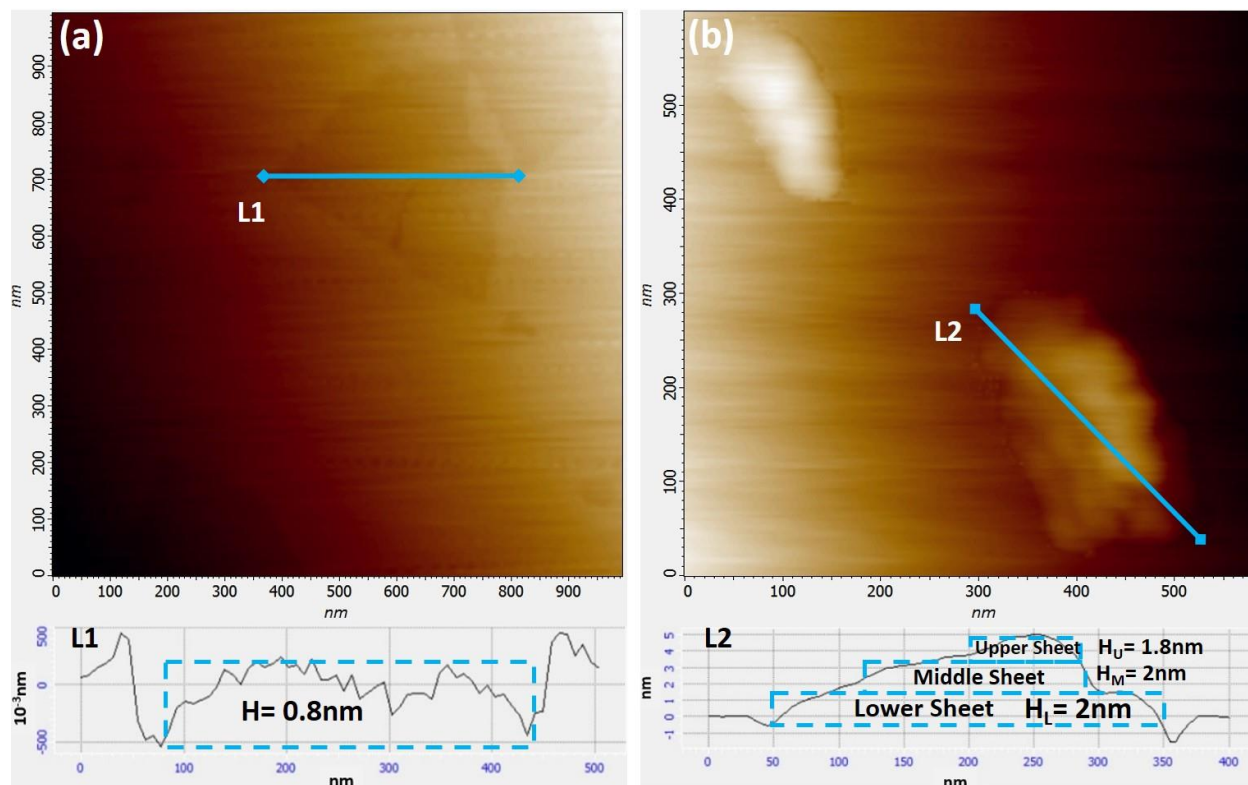 (a)
900
800
700
600
500
400
300
200
100
0
nm
L1
0 100 200 300 400 500 600 700 800 900
nm
L1
500
0
-500
10⁻³nm
H= 0.8nm
0 100 200 300 400 500
nm
(b)
500
400
300
200
100
0
nm
L2
0 100 200 300 400 500
nm
L2
5
4
3
2
1
0
-1
nm
Upper Sheet
Hᵤ = 1.8nm
Middle Sheet
Hₘ = 2nm
Lower Sheet
H_L= 2nm
0 50 100 150 200 250 300 350 400
nm